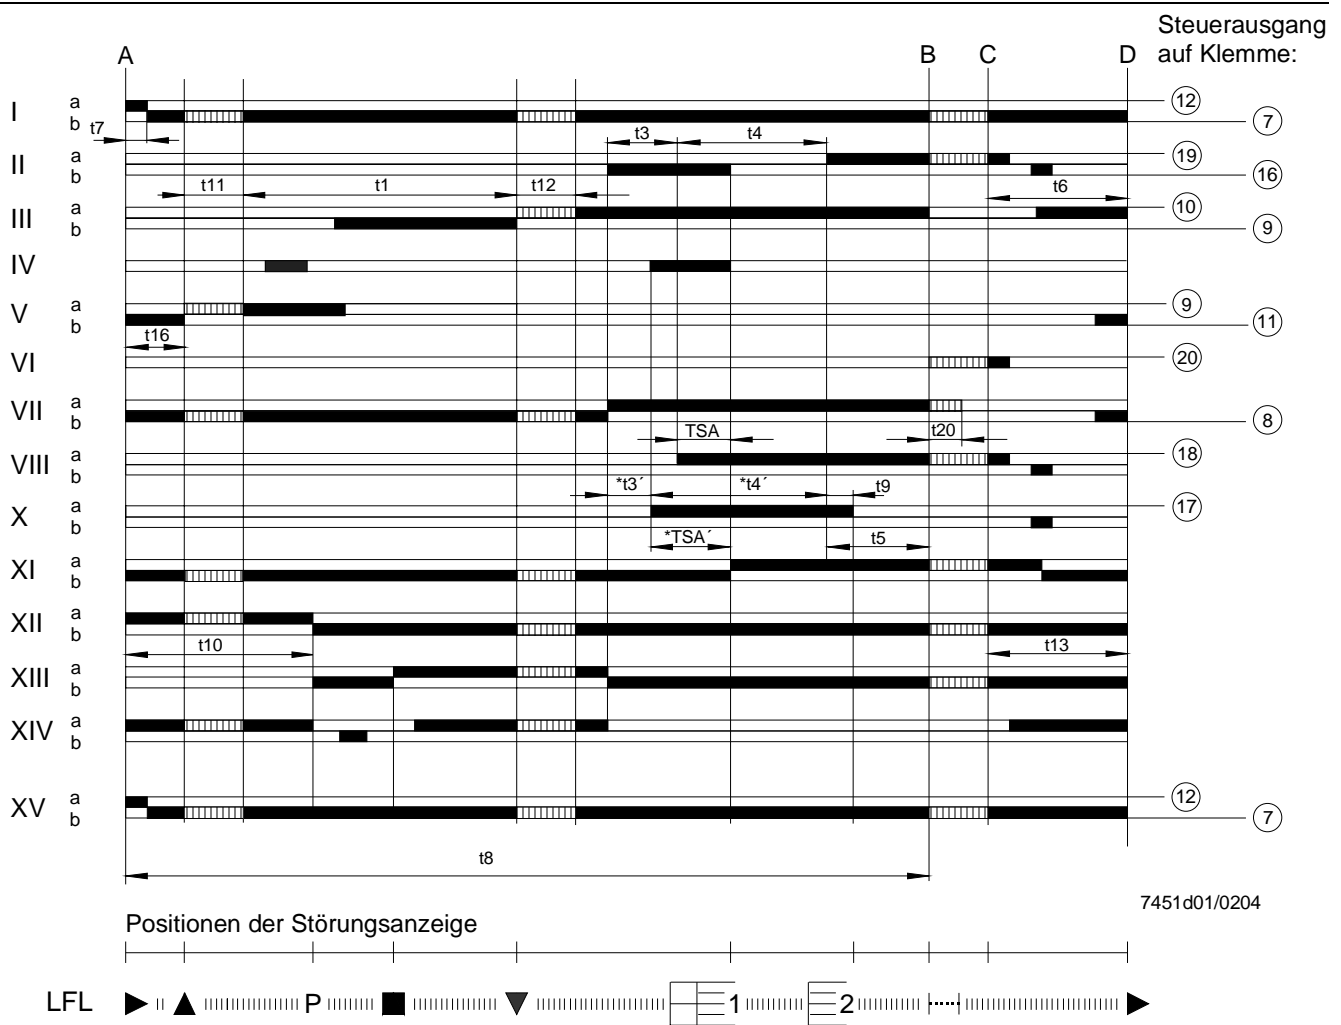 Steuerausgang
auf Klemme:
A B C D
I a b 12 7
t7 t3 t4
II a b 19 16
t11 t1 t12 t6
III a b 10 9
IV
V a b 9 11
t16
VI 20
VII a b 8
TSA t20
VIII a b 18
*t3´ *t4´ t9
X a b 17
*TSA´ t5
XI a b
XII a b
t10 t13
XIII a b
XIV a b
XV a b 12 7
t8
7451d01/0204
Positionen der Störungsanzeige
LFL P 1 2